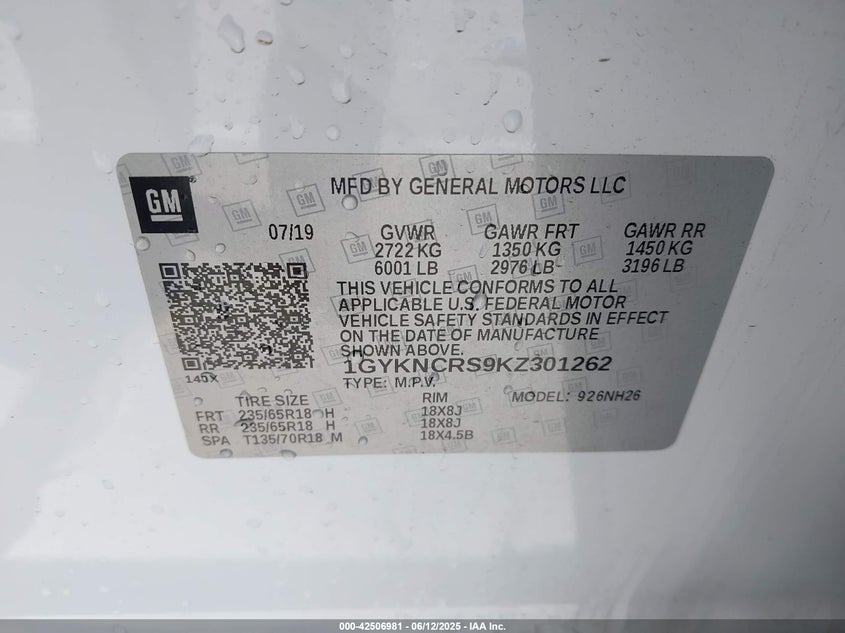 GM
MFD BY GENERAL MOTORS LLC
07/19 GVWR GAWR FRT GAWR RR
2722 KG 1350 KG 1450 KG
6001 LB 2976 LB 3196 LB
THIS VEHICLE CONFORMS TO ALL
APPLICABLE U.S. FEDERAL MOTOR
VEHICLE SAFETY STANDARDS IN EFFECT
ON THE DATE OF MANUFACTURE
SHOWN ABOVE.
1GYKNCRS9KZ301262
TYPE: M.P.V. MODEL: 926NH26
TIRE SIZE RIM
FRT 235/65R18 H 18X8J
RR 235/65R18 H 18X8J
SPA T135/70R18 M 18X4.5B
000-42506981 - 06/12/2025 - IAA Inc.